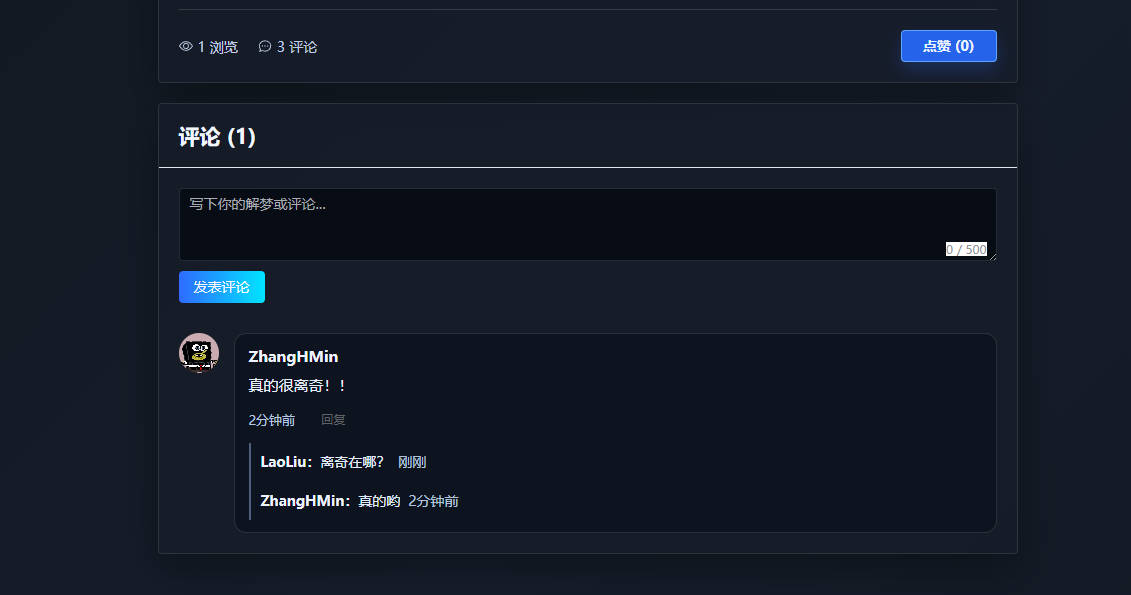 1 浏览 3 评论 点赞 (0)
评论 (1)
写下你的解梦或评论...
0 / 500
发表评论
ZhangHMin
真的很离奇！！
2分钟前 回复
LaoLiu：离奇在哪？ 刚刚
ZhangHMin：真的哟 2分钟前